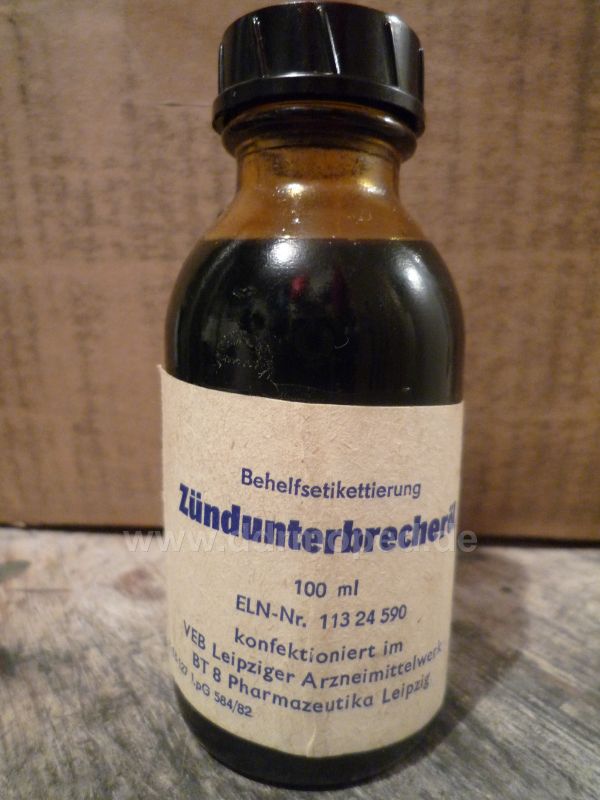 Behelfsetikettierung
Zündunterbrecheröl
100 ml
ELN-Nr. 113 24 590
konfektioniert im
VEB Leipziger Arzneimittelwerk
BT 8 Pharmazeutika Leipzig
LpG 584/82